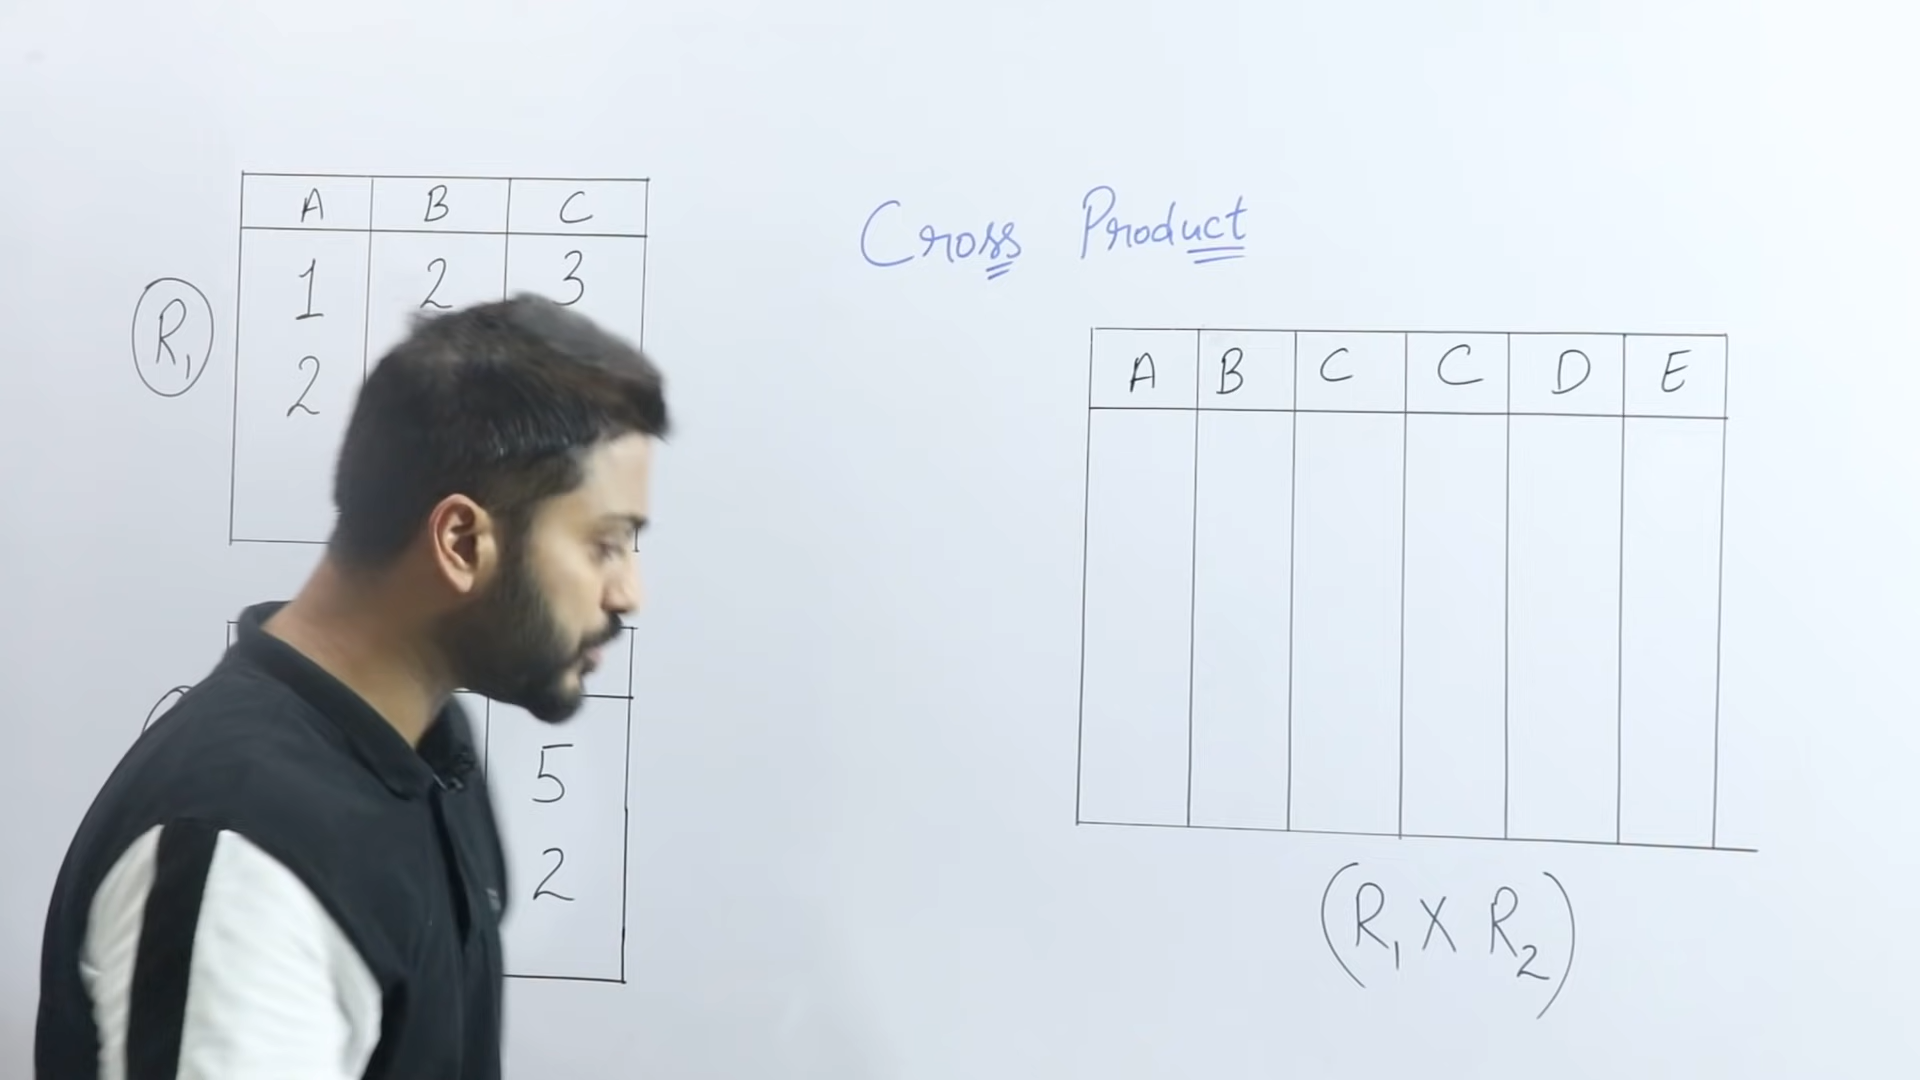 A B C
1 2 3
R1
2
5
2
Cross Product
A B C C D E
(R1 X R2)